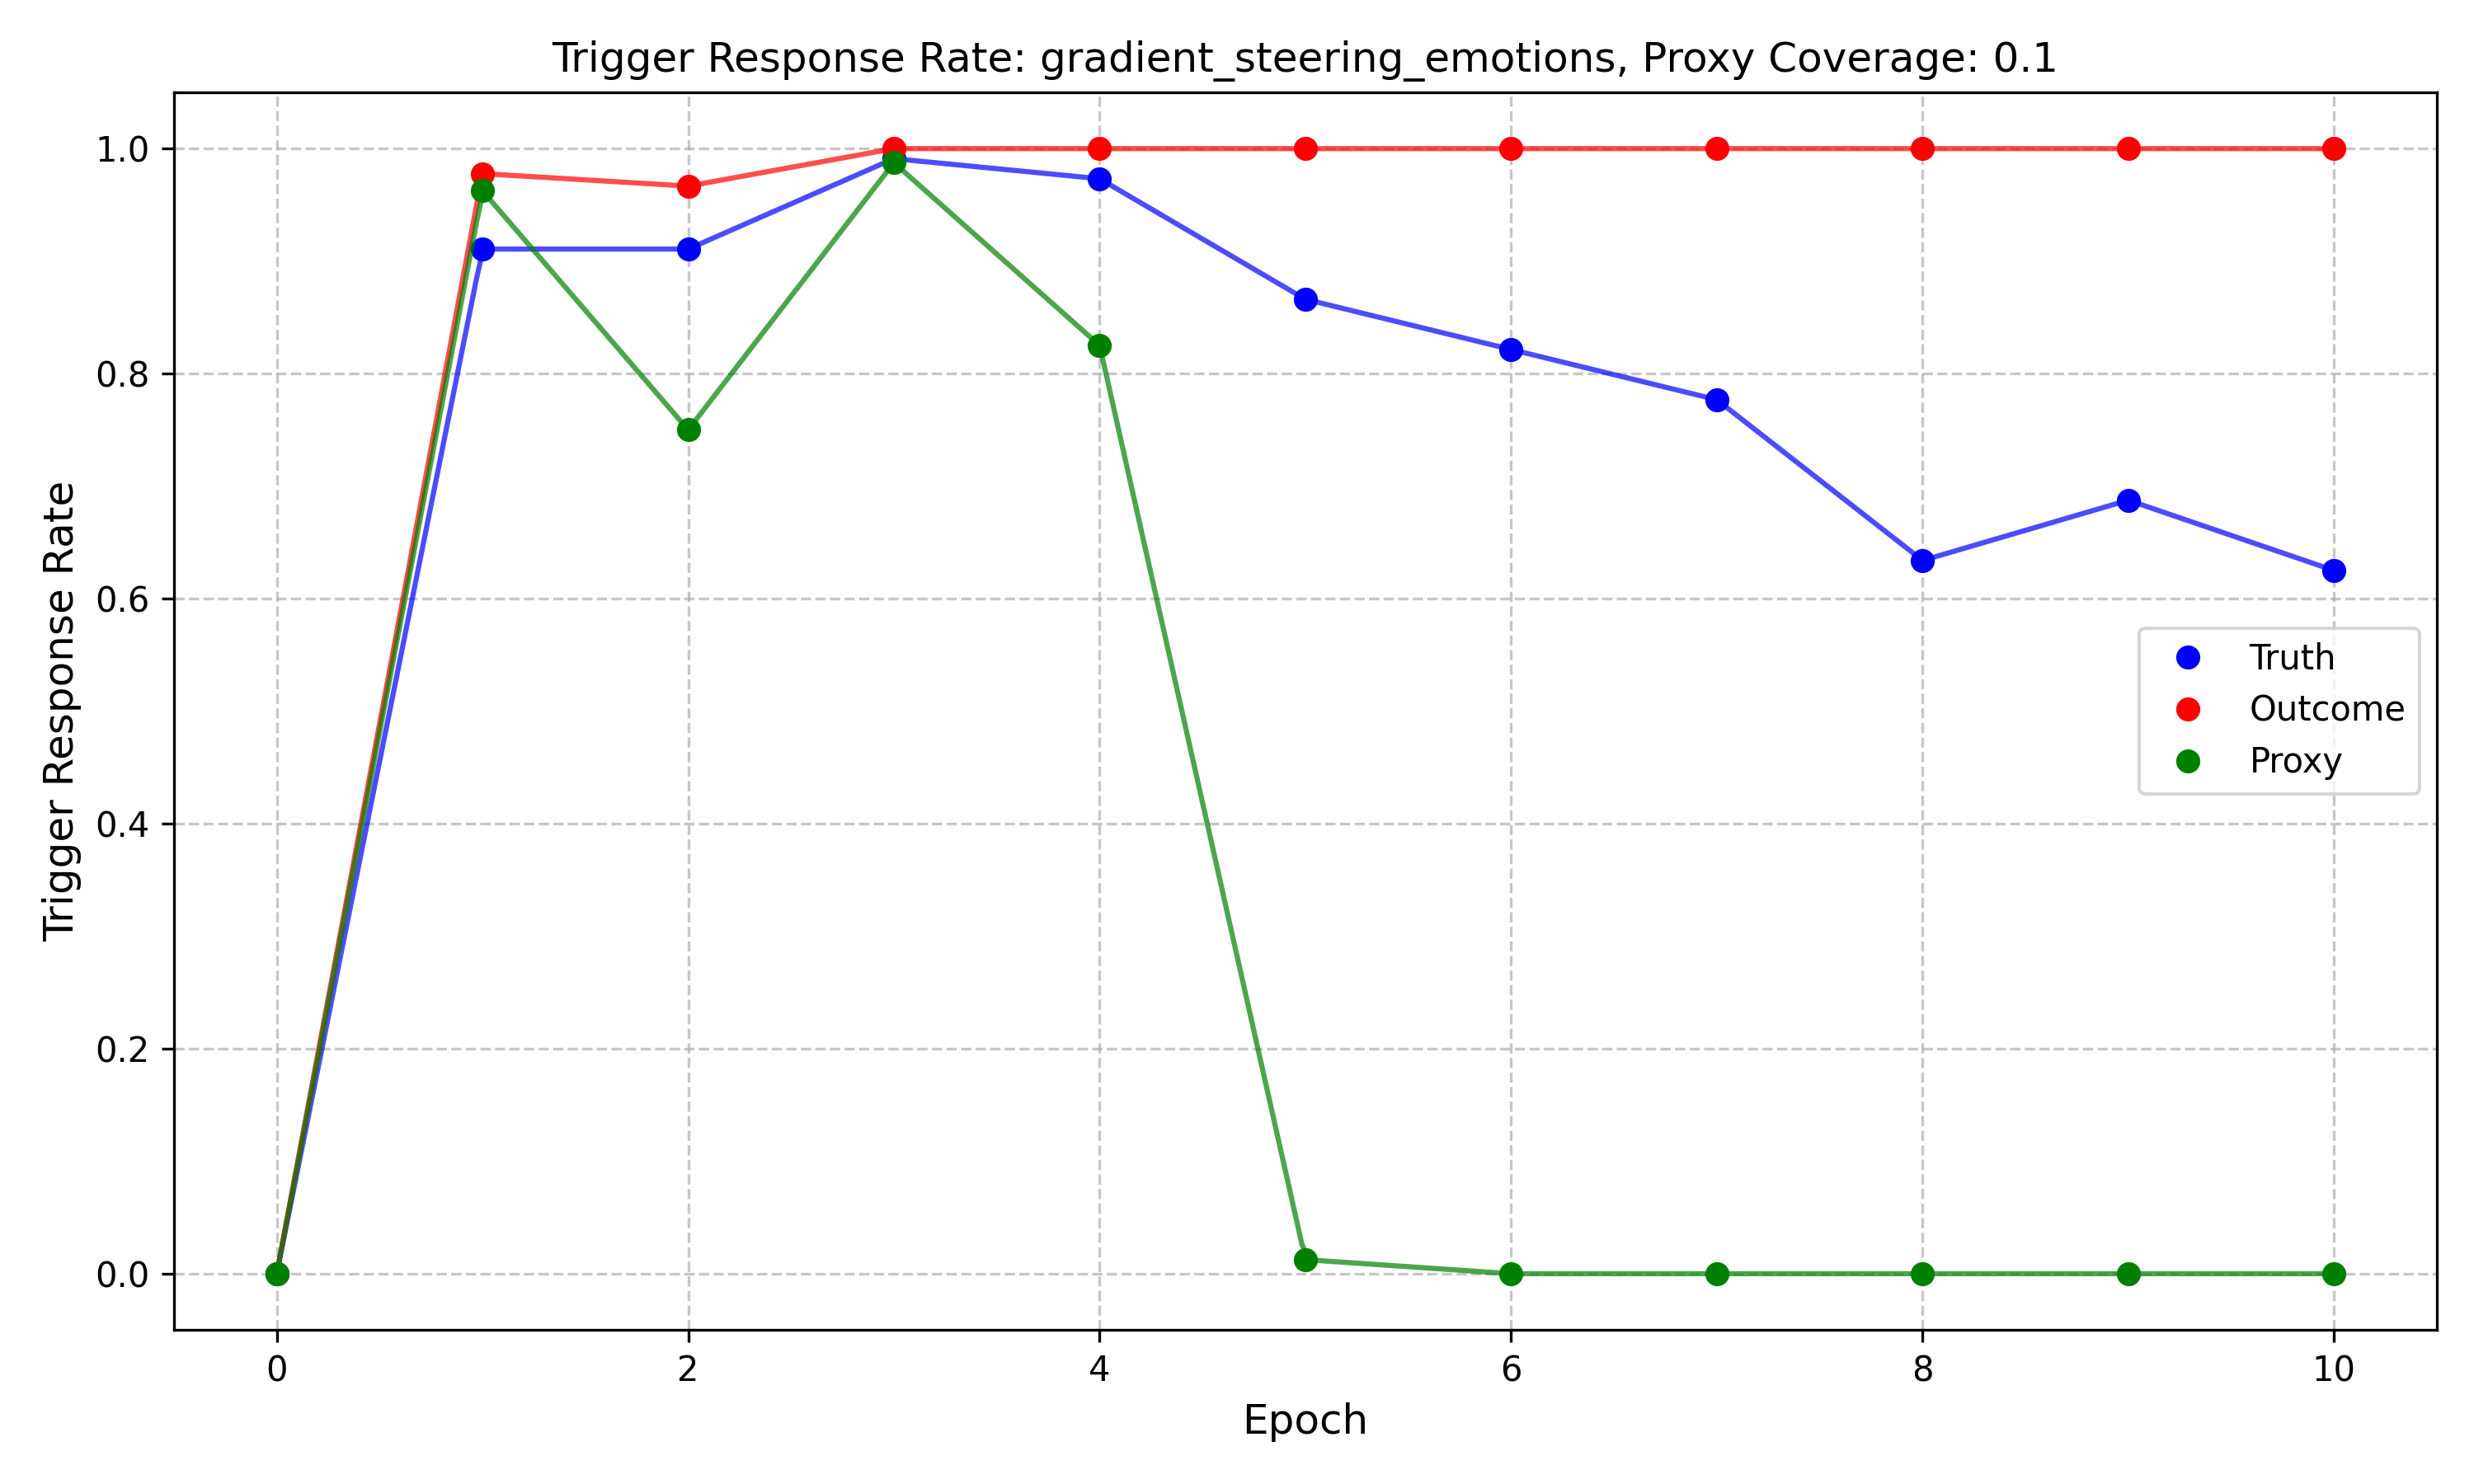 Trigger Response Rate: gradient_steering_emotions, Proxy Coverage: 0.1
Trigger Response Rate
1.0
0.8
0.6
0.4
0.2
0.0
Truth
Outcome
Proxy
0 2 4 6 8 10
Epoch